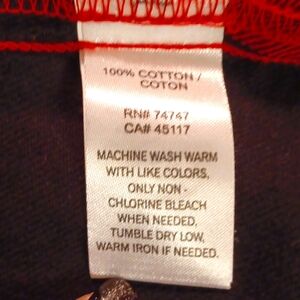 100% COTTON /
COTON
RN# 74747
CA# 45117
MACHINE WASH WARM
WITH LIKE COLORS,
ONLY NON -
CHLORINE BLEACH
WHEN NEEDED.
TUMBLE DRY LOW,
WARM IRON IF NEEDED.